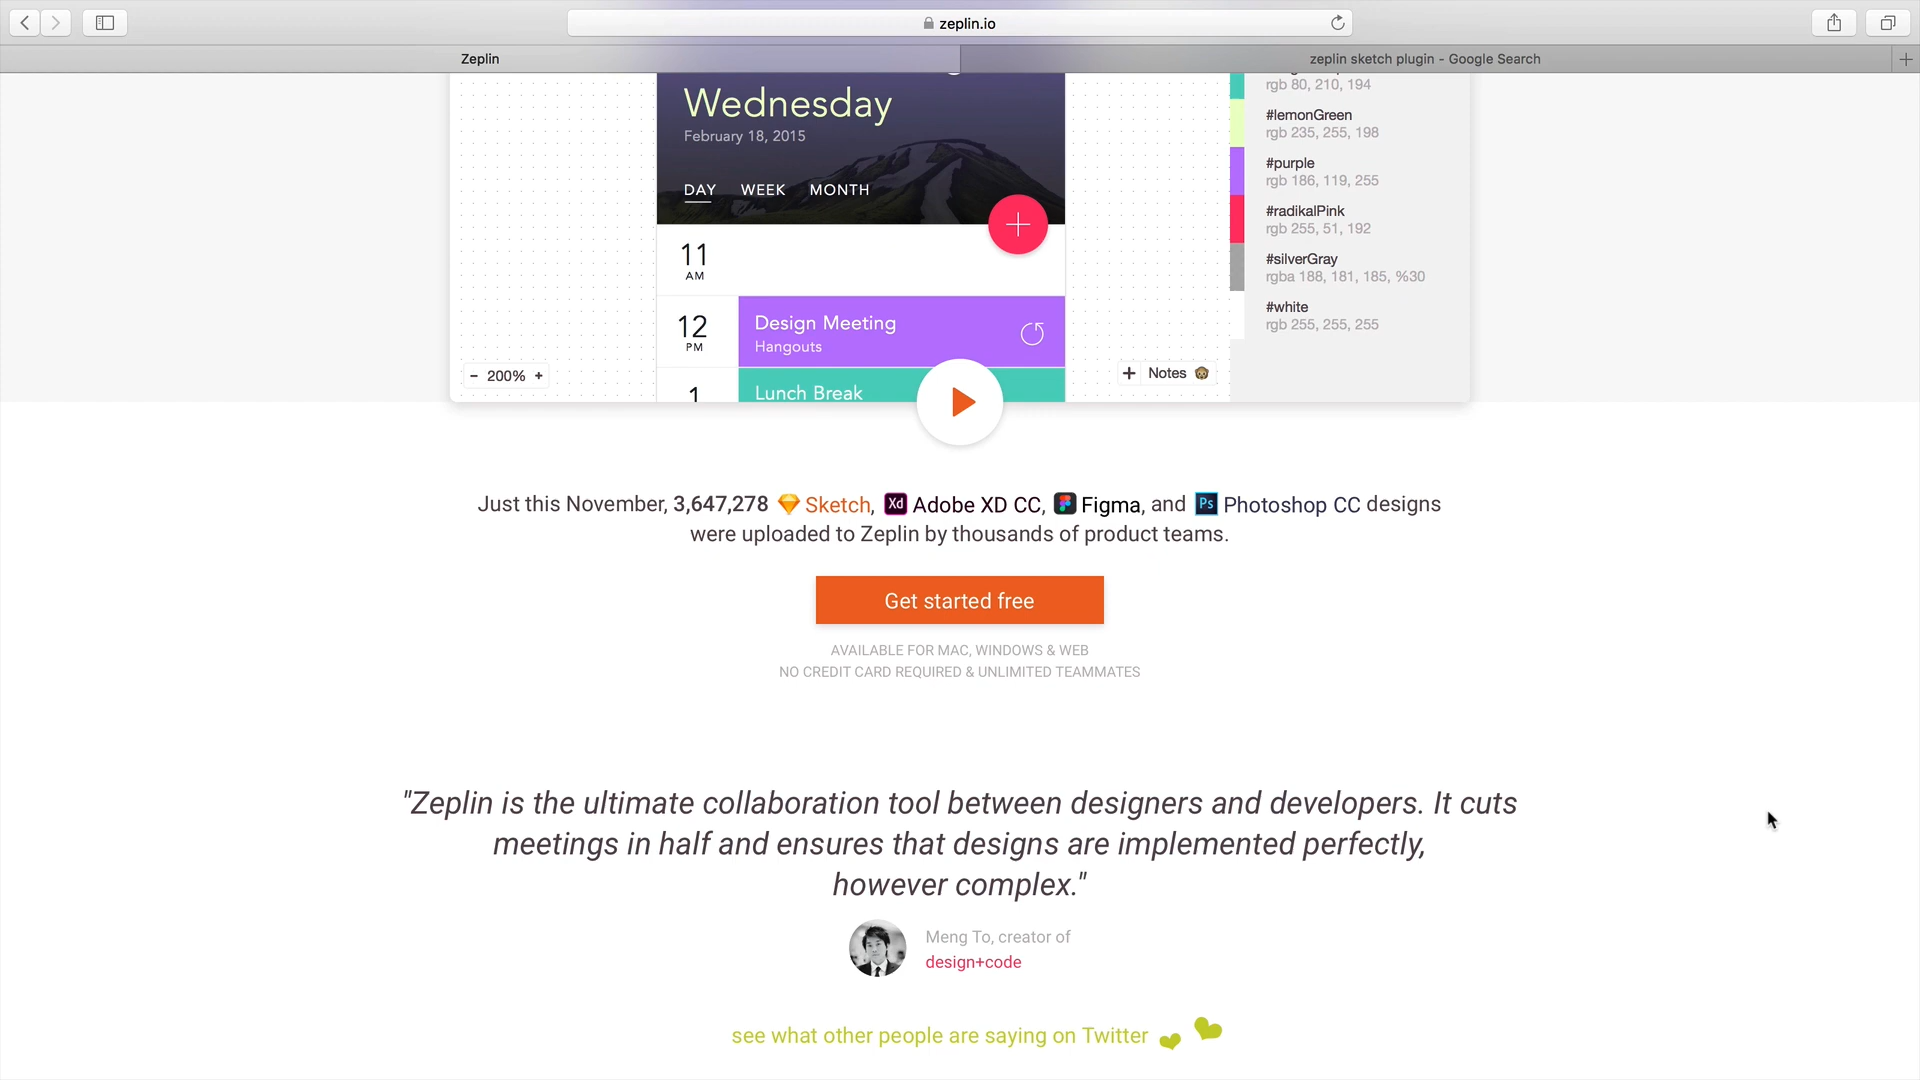 zeplin.io
Zeplin
zeplin sketch plugin - Google Search
Wednesday
February 18, 2015
DAY WEEK MONTH
11
AM
12
PM
Design Meeting
Hangouts
1
Lunch Break
- 200% +
+ Notes
rgb 80, 210, 194
#lemonGreen
rgb 235, 255, 198
#purple
rgb 186, 119, 255
#radikalPink
rgb 255, 51, 192
#silverGray
rgba 188, 181, 185, %30
#white
rgb 255, 255, 255
Just this November, 3,647,278 Sketch, Xd Adobe XD CC, Figma, and Ps Photoshop CC designs
were uploaded to Zeplin by thousands of product teams.
Get started free
AVAILABLE FOR MAC, WINDOWS & WEB
NO CREDIT CARD REQUIRED & UNLIMITED TEAMMATES
"Zeplin is the ultimate collaboration tool between designers and developers. It cuts
meetings in half and ensures that designs are implemented perfectly,
however complex."
Meng To, creator of
design+code
see what other people are saying on Twitter